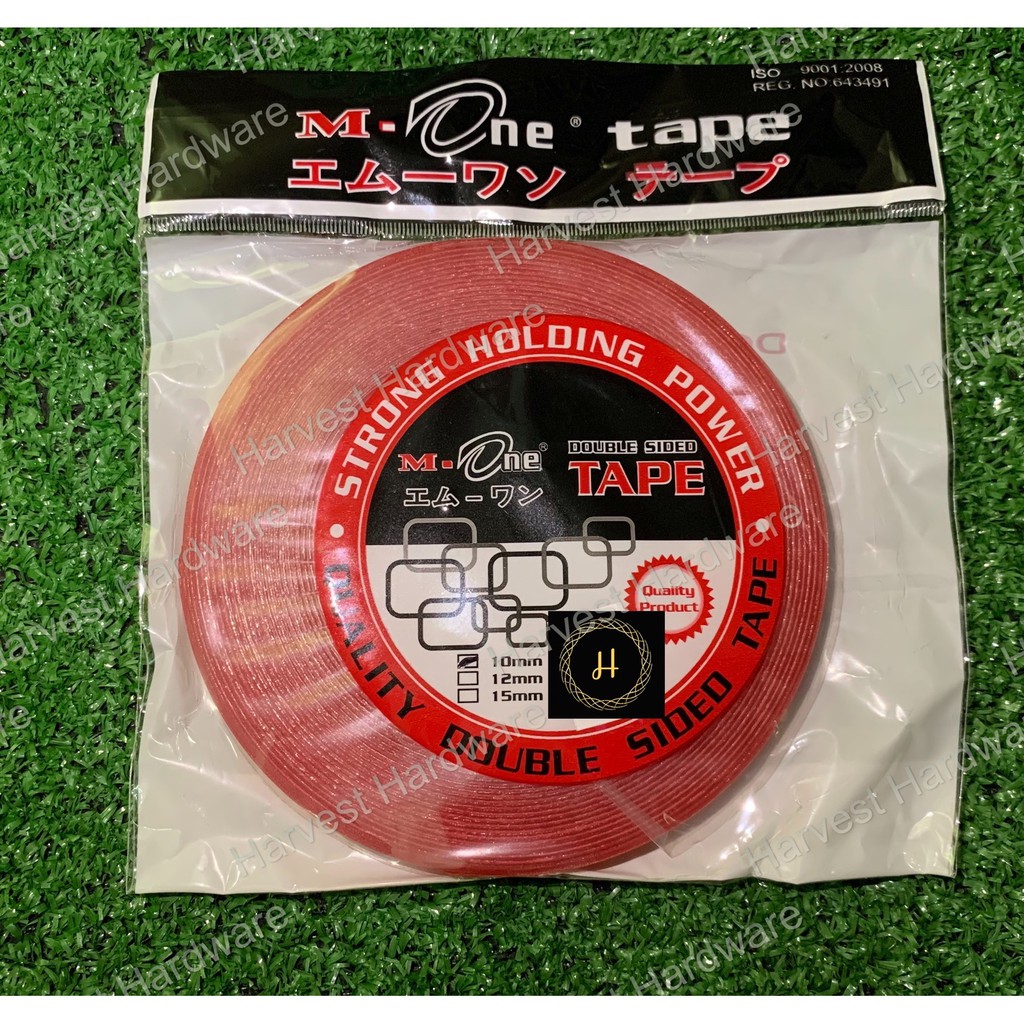 ISO 9001:2008
REG. NO:643491
M-One® tape
エムーワン テープ
STRONG HOLDING POWER
M-One®
エムーワン
DOUBLE SIDED
TAPE
Quality
Product
10mm
12mm
15mm
H
QUALITY DOUBLE SIDED TAPE
Harvest Hardware